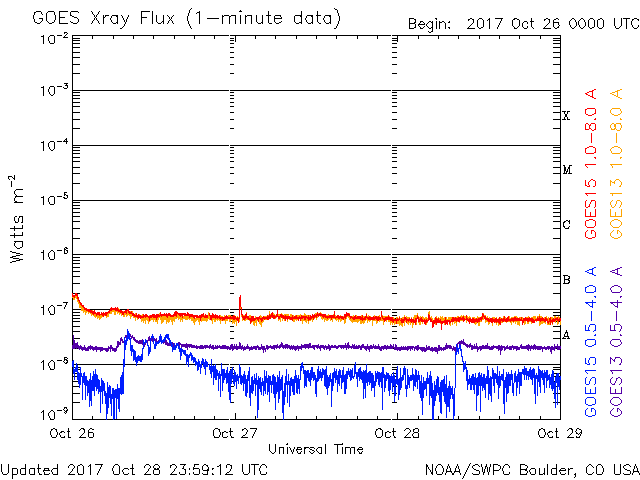 GOES Xray Flux (1-minute data)
Begin: 2017 Oct 26 0000 UTC
10-2
10-3
10-4
10-5
10-6
10-7
10-8
10-9
Watts m-2
X
M
C
B
A
GOES15 1.0-8.0 A
GOES13 1.0-8.0 A
GOES15 0.5-4.0 A
GOES13 0.5-4.0 A
Oct 26
Oct 27
Oct 28
Oct 29
Universal Time
Updated 2017 Oct 28 23:59:12 UTC
NOAA/SWPC Boulder, CO USA